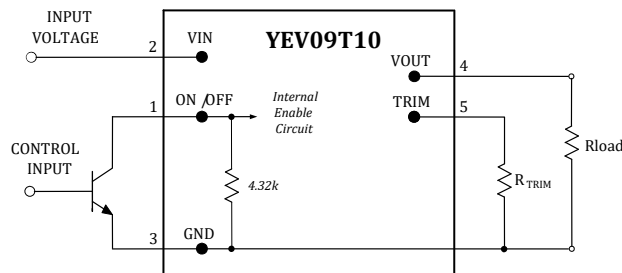 INPUT
VOLTAGE
2
VIN
YEV09T10
VOUT
4
1
ON /OFF
Internal
Enable
Circuit
TRIM
5
CONTROL
INPUT
4.32k
R TRIM
Rload
3
GND